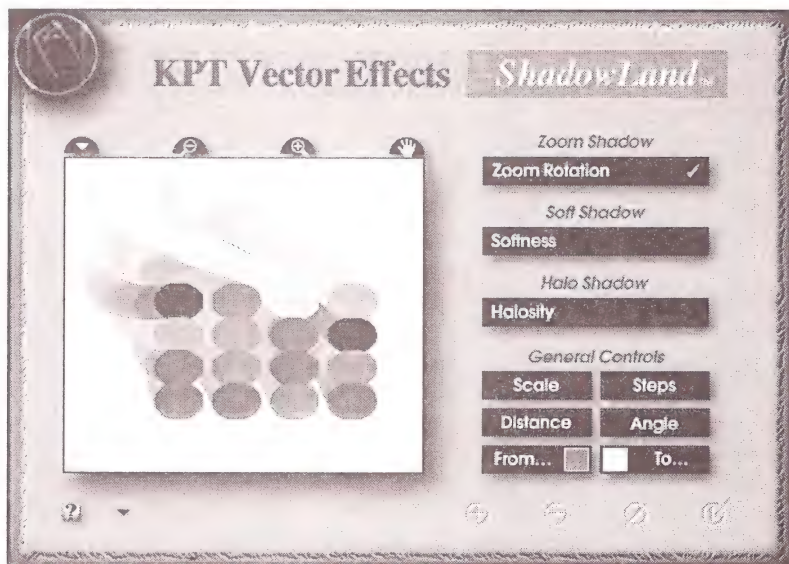 KPT Vector Effects ShadowLand™
Zoom Shadow
Zoom Rotation ✓
Soft Shadow
Softness
Halo Shadow
Halosity
General Controls
Scale Steps
Distance Angle
From... To...
?